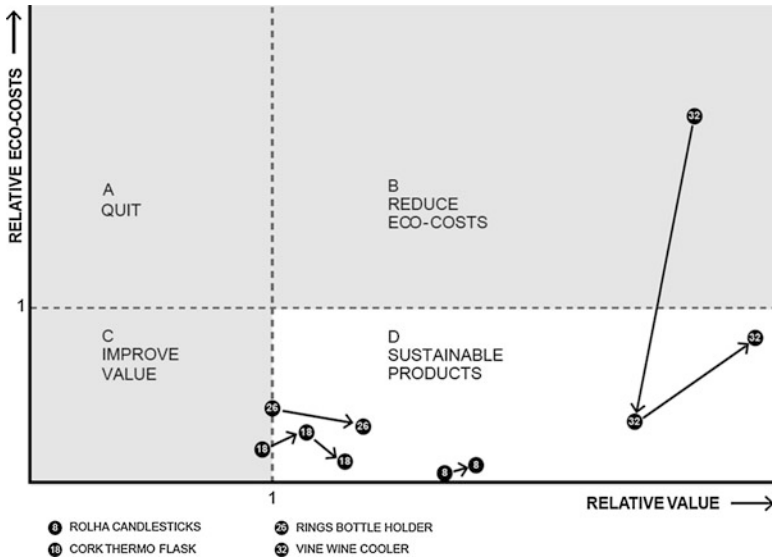 RELATIVE ECO-COSTS
32
A
QUIT
B
REDUCE
ECO-COSTS
1
C
IMPROVE
VALUE
D
SUSTAINABLE
PRODUCTS
32
26
26
32
18
18
18
8
8
1
RELATIVE VALUE
8 ROLHA CANDLESTICKS
26 RINGS BOTTLE HOLDER
18 CORK THERMO FLASK
32 VINE WINE COOLER